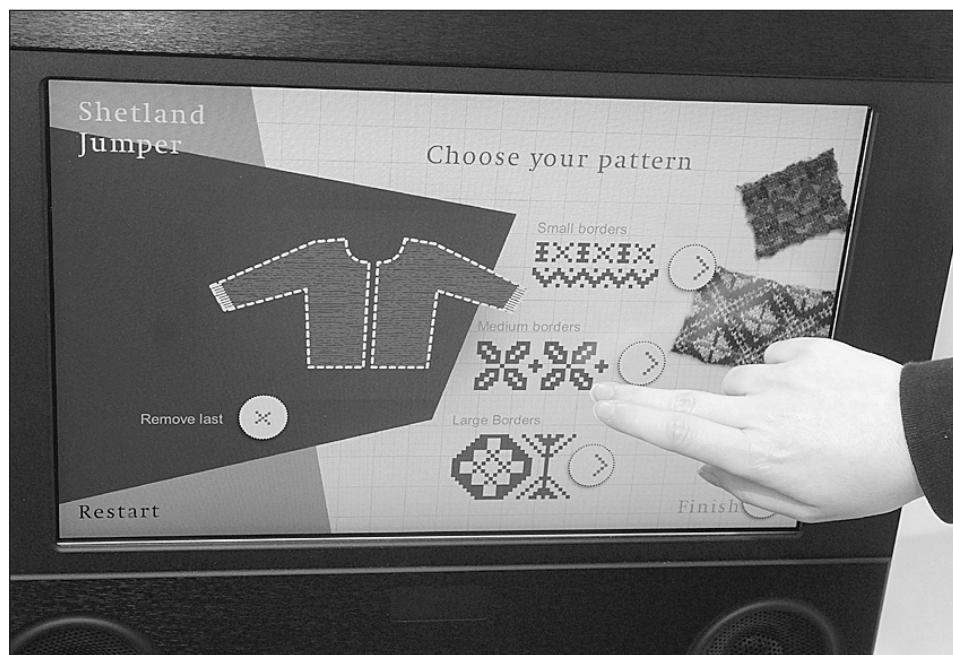 Shetland
Jumper
Choose your pattern
Small borders
Medium borders
Remove last
Large Borders
Restart
Finish